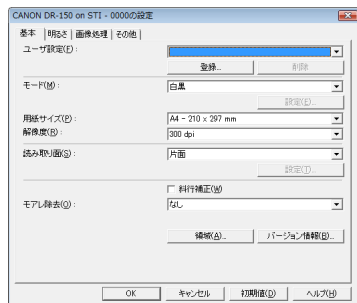 CANON DR-150 on STI - 0000の設定
基本 明るさ 画像処理 その他
ユーザ設定(F):
登録... 削除
モード(M): 白黒
設定(E)...
用紙サイズ(P): A4 - 210 x 297 mm
解像度(R): 300 dpi
読み取り面(S): 片面
設定(T)...
斜行補正(W)
モアレ除去(O): なし
領域(A)... バージョン情報(B)...
OK キャンセル 初期値(D) ヘルプ(H)